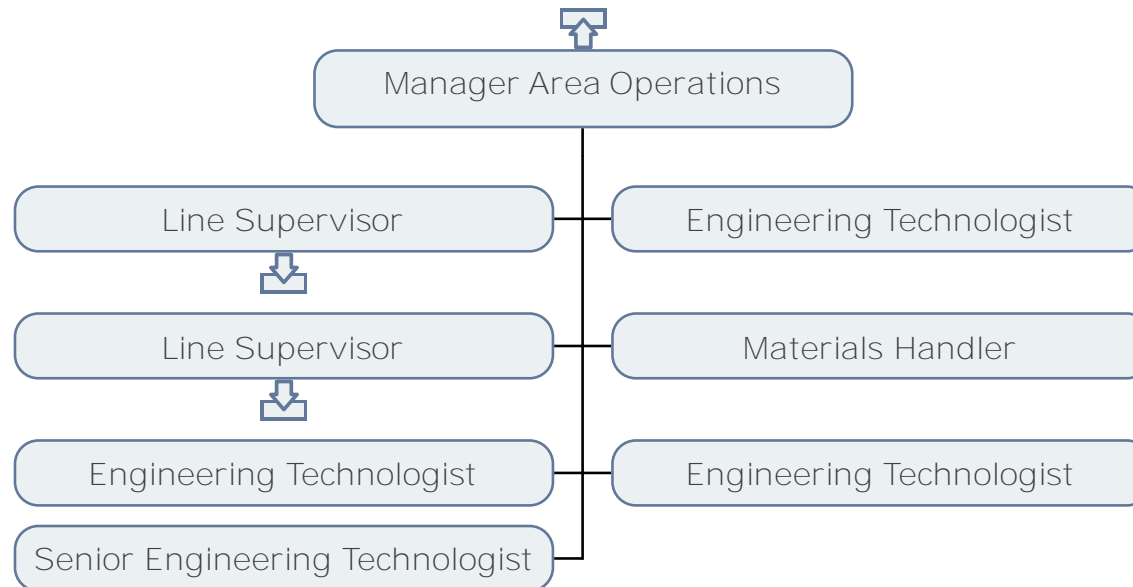 Manager Area Operations
Line Supervisor
Engineering Technologist
Line Supervisor
Materials Handler
Engineering Technologist
Engineering Technologist
Senior Engineering Technologist